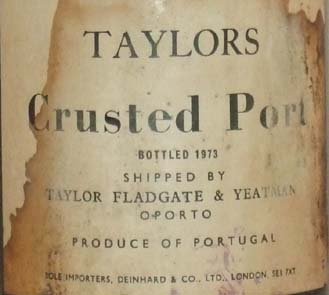 TAYLORS
Crusted Port
BOTTLED 1973
SHIPPED BY
TAYLOR FLADGATE & YEATMAN
OPORTO
PRODUCE OF PORTUGAL
SOLE IMPORTERS, DEINHARD & CO., LTD., LONDON, SE1 7XT